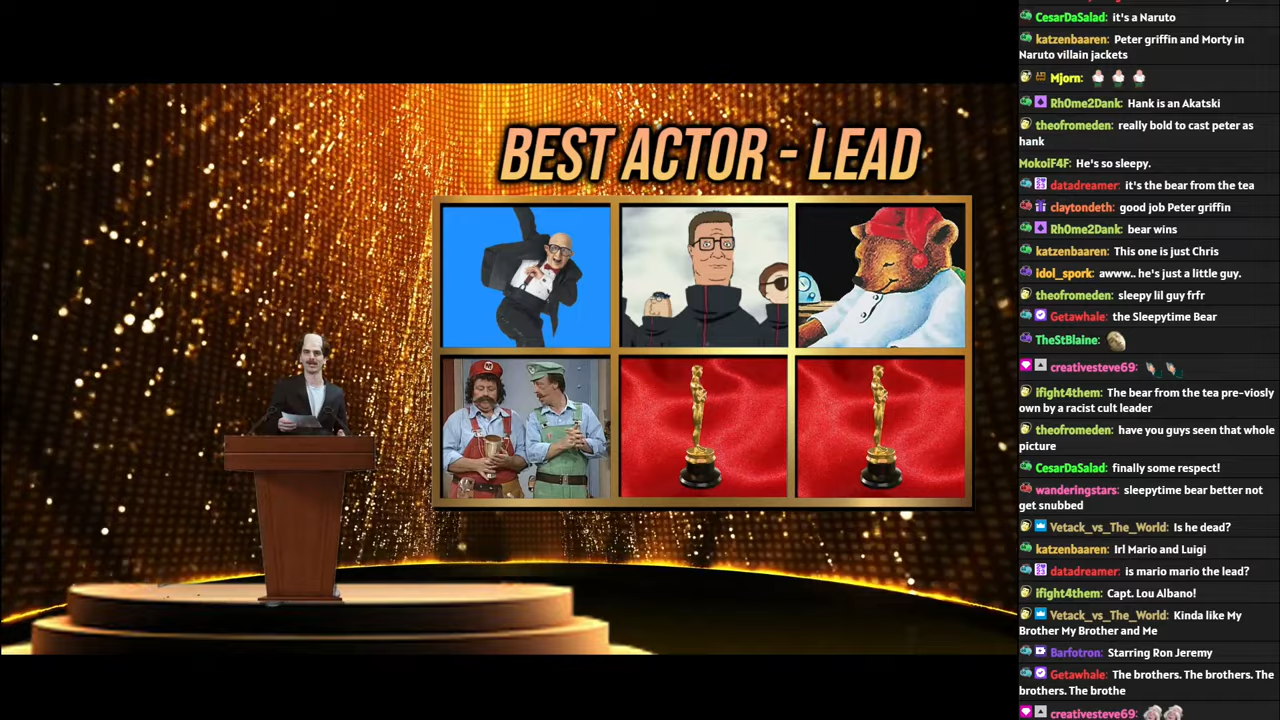 BEST ACTOR - LEAD
CesarDaSalad: it's a Naruto
katzenbaaren: Peter griffin and Morty in
Naruto villain jackets
Mjorn:
Rh0me2Dank: Hank is an Akatski
theofromeden: really bold to cast peter as
hank
MokoiF4F: He's so sleepy.
datadreamer: it's the bear from the tea
claytondeth: good job Peter griffin
Rh0me2Dank: bear wins
katzenbaaren: This one is just Chris
idol_spork: awww.. he's just a little guy.
theofromeden: sleepy lil guy frfr
Getawhale: the Sleepytime Bear
TheStBlaine:
creativesteve69:
ifight4them: The bear from the tea pre-viosly
own by a racist cult leader
theofromeden: have you guys seen that whole
picture
CesarDaSalad: finally some respect!
wanderingstars: sleepytime bear better not
get snubbed
Vetack_vs_The_World: Is he dead?
katzenbaaren: Irl Mario and Luigi
datadreamer: is mario mario the lead?
ifight4them: Capt. Lou Albano!
Vetack_vs_The_World: Kinda like My
Brother My Brother and Me
Barfotron: Starring Ron Jeremy
Getawhale: The brothers. The brothers. The
brothers. The brothe
creativesteve69: